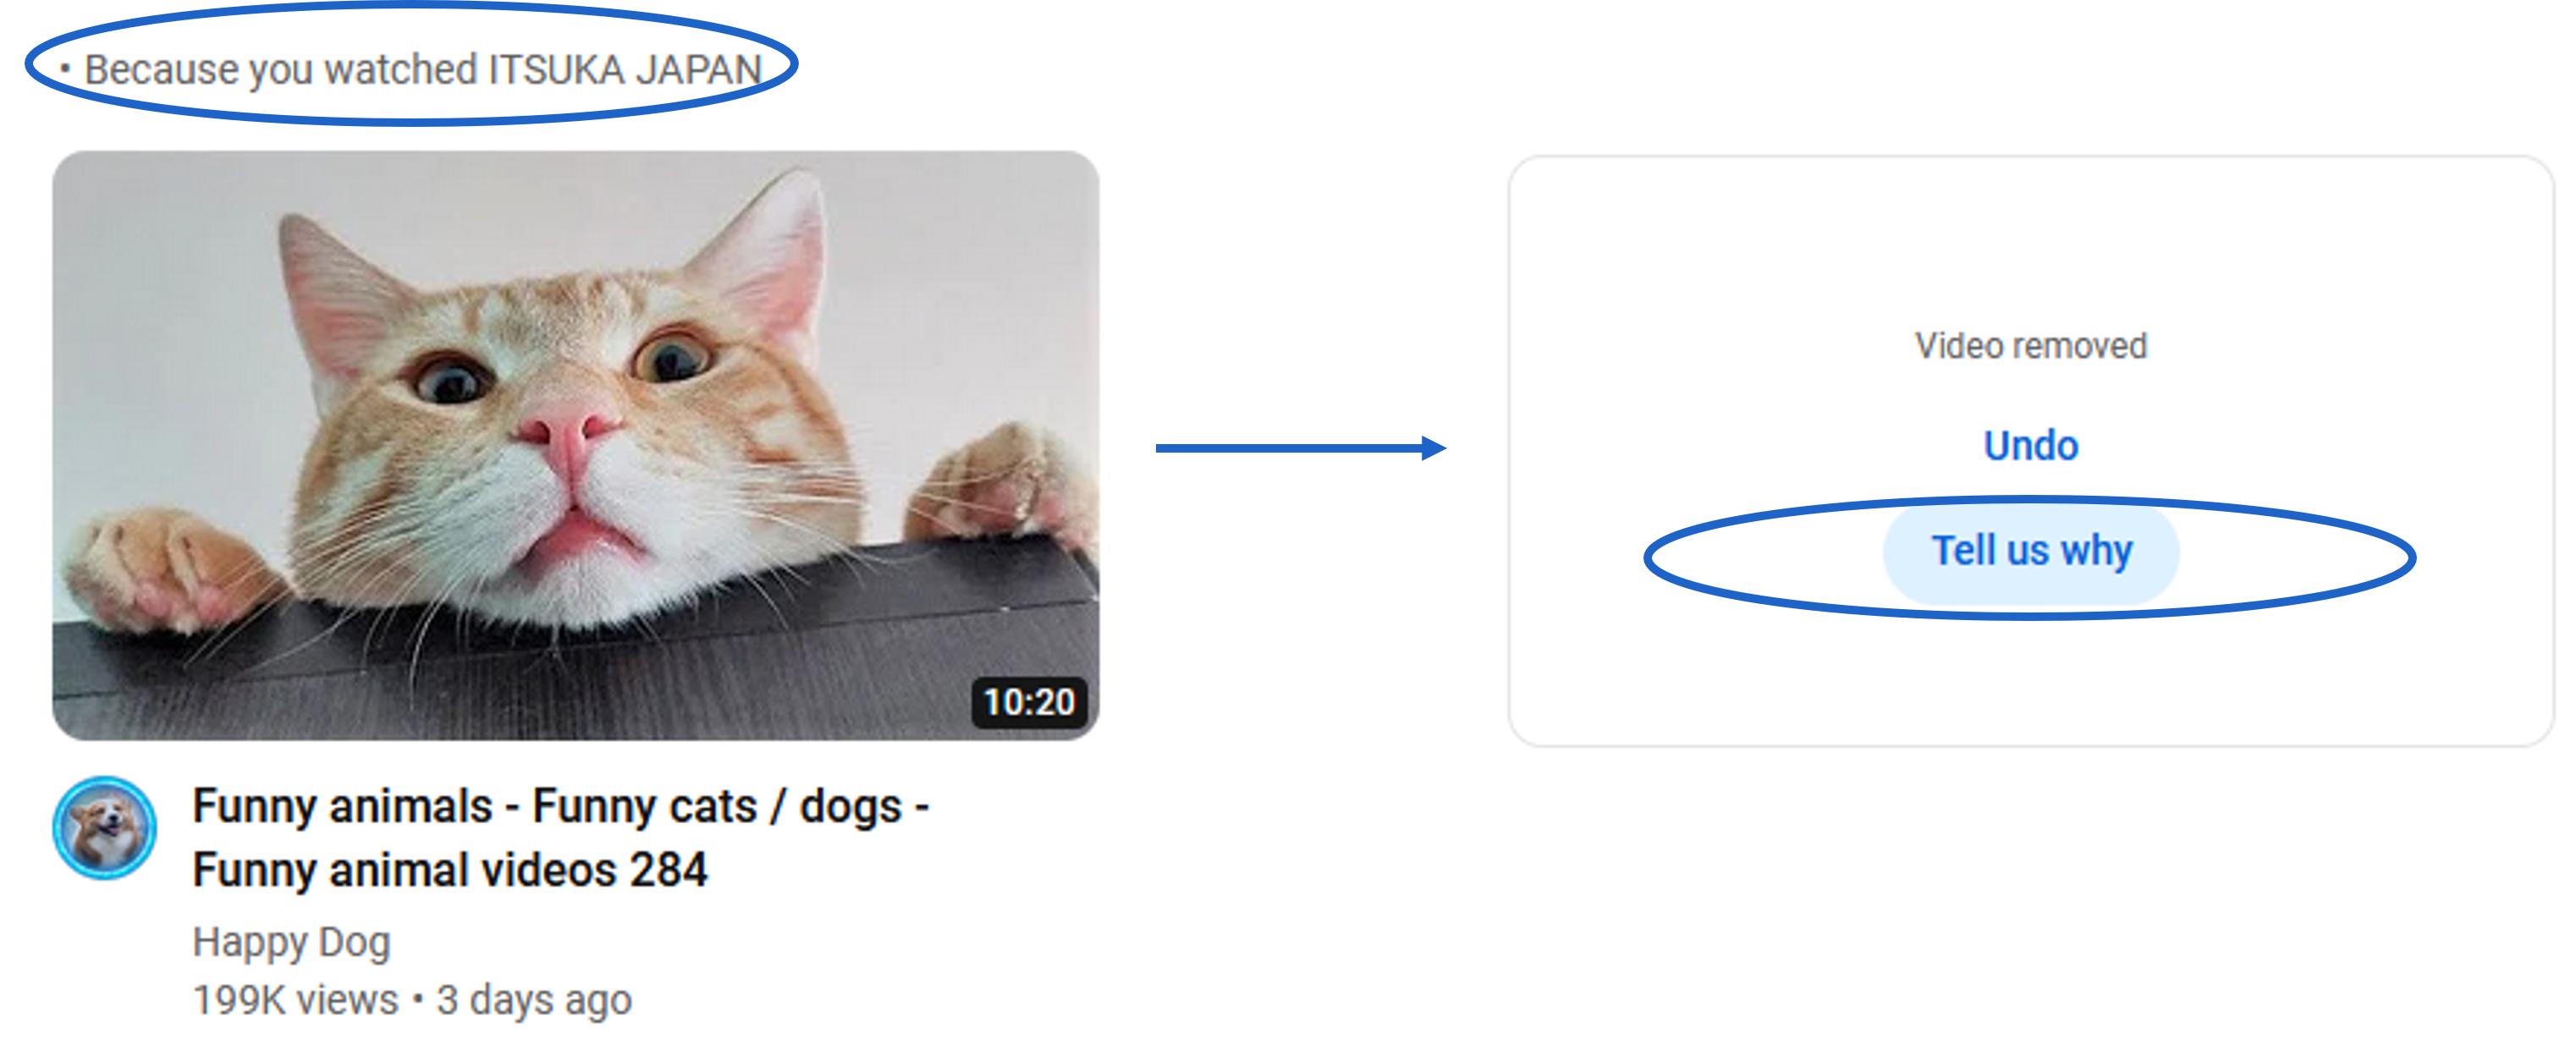 • Because you watched ITSUKA JAPAN
10:20
Funny animals - Funny cats / dogs -
Funny animal videos 284
Happy Dog
199K views • 3 days ago
Video removed
Undo
Tell us why